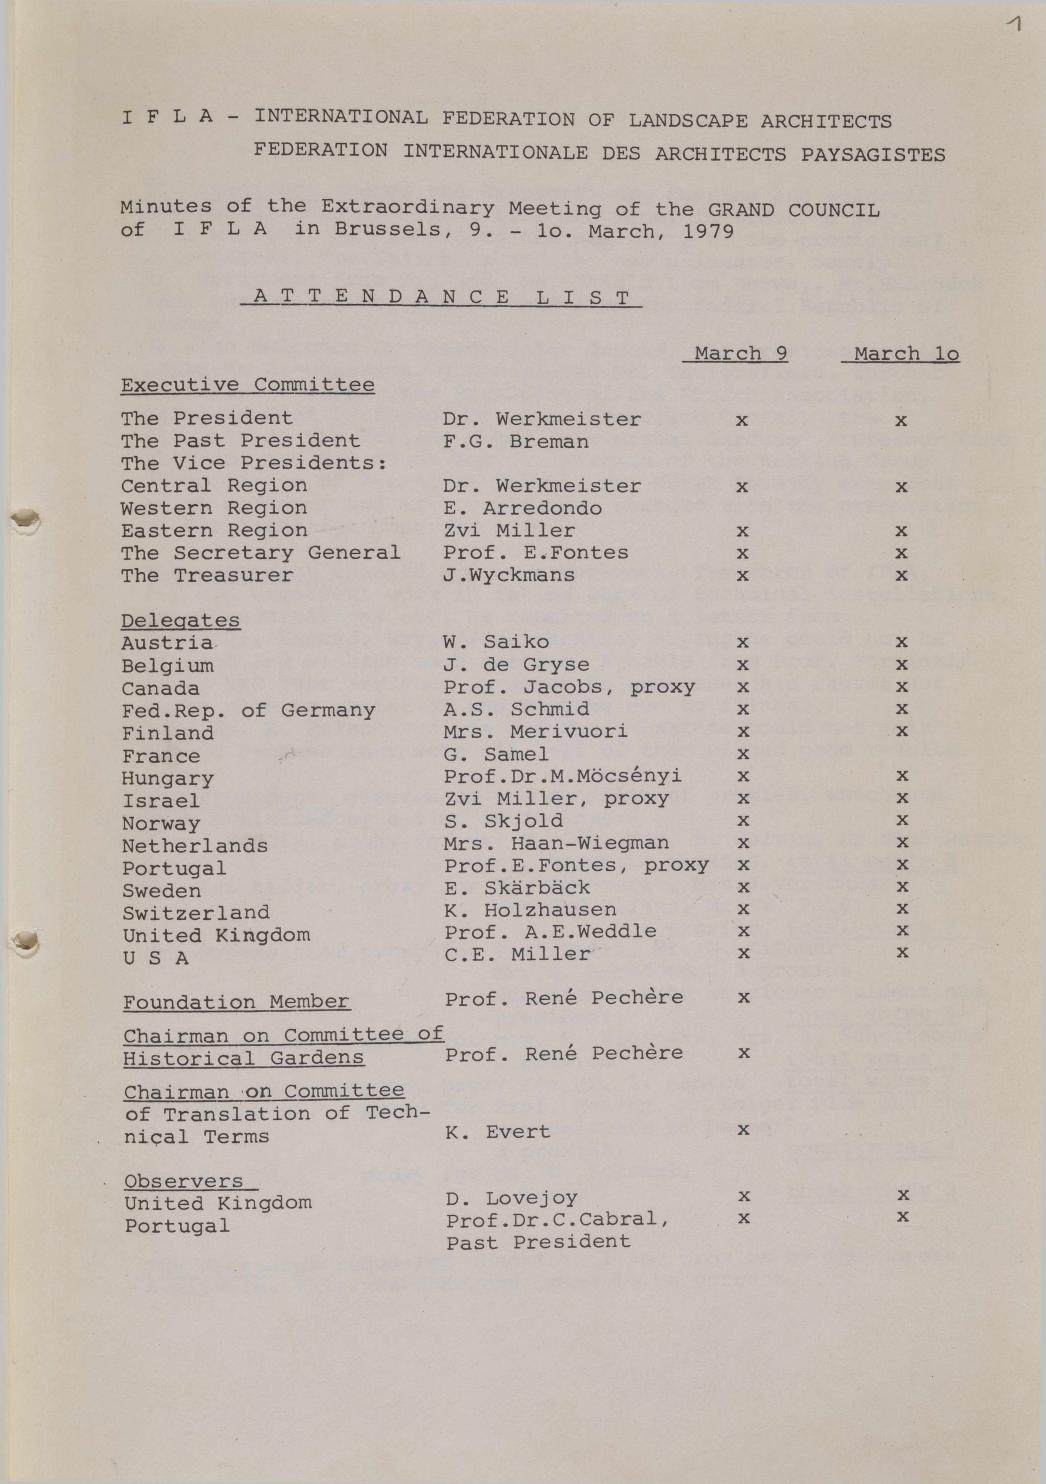 1
I F L A - INTERNATIONAL FEDERATION OF LANDSCAPE ARCHITECTS
FEDERATION INTERNATIONALE DES ARCHITECTS PAYSAGISTES
Minutes of the Extraordinary Meeting of the GRAND COUNCIL
of I F L A in Brussels, 9. - 1o. March, 1979
A T T E N D A N C E L I S T
March 9 March 1o
Executive Committee
The President Dr. Werkmeister x x
The Past President F.G. Breman
The Vice Presidents:
Central Region Dr. Werkmeister x x
Western Region E. Arredondo
Eastern Region Zvi Miller x x
The Secretary General Prof. E.Fontes x x
The Treasurer J.Wyckmans x x
Delegates
Austria W. Saiko x x
Belgium J. de Gryse x x
Canada Prof. Jacobs, proxy x x
Fed.Rep. of Germany A.S. Schmid x x
Finland Mrs. Merivuori x x
France G. Samel x
Hungary Prof.Dr.M.Möcsényi x x
Israel Zvi Miller, proxy x x
Norway S. Skjold x x
Netherlands Mrs. Haan-Wiegman x x
Portugal Prof.E.Fontes, proxy x x
Sweden E. Skärbäck x x
Switzerland K. Holzhausen x x
United Kingdom Prof. A.E.Weddle x x
U S A C.E. Miller x x
Foundation Member Prof. René Pechère x
Chairman on Committee of
Historical Gardens Prof. René Pechère x
Chairman on Committee
of Translation of Tech-
nical Terms K. Evert x
Observers
United Kingdom D. Lovejoy x x
Portugal Prof.Dr.C.Cabral, x x
Past President